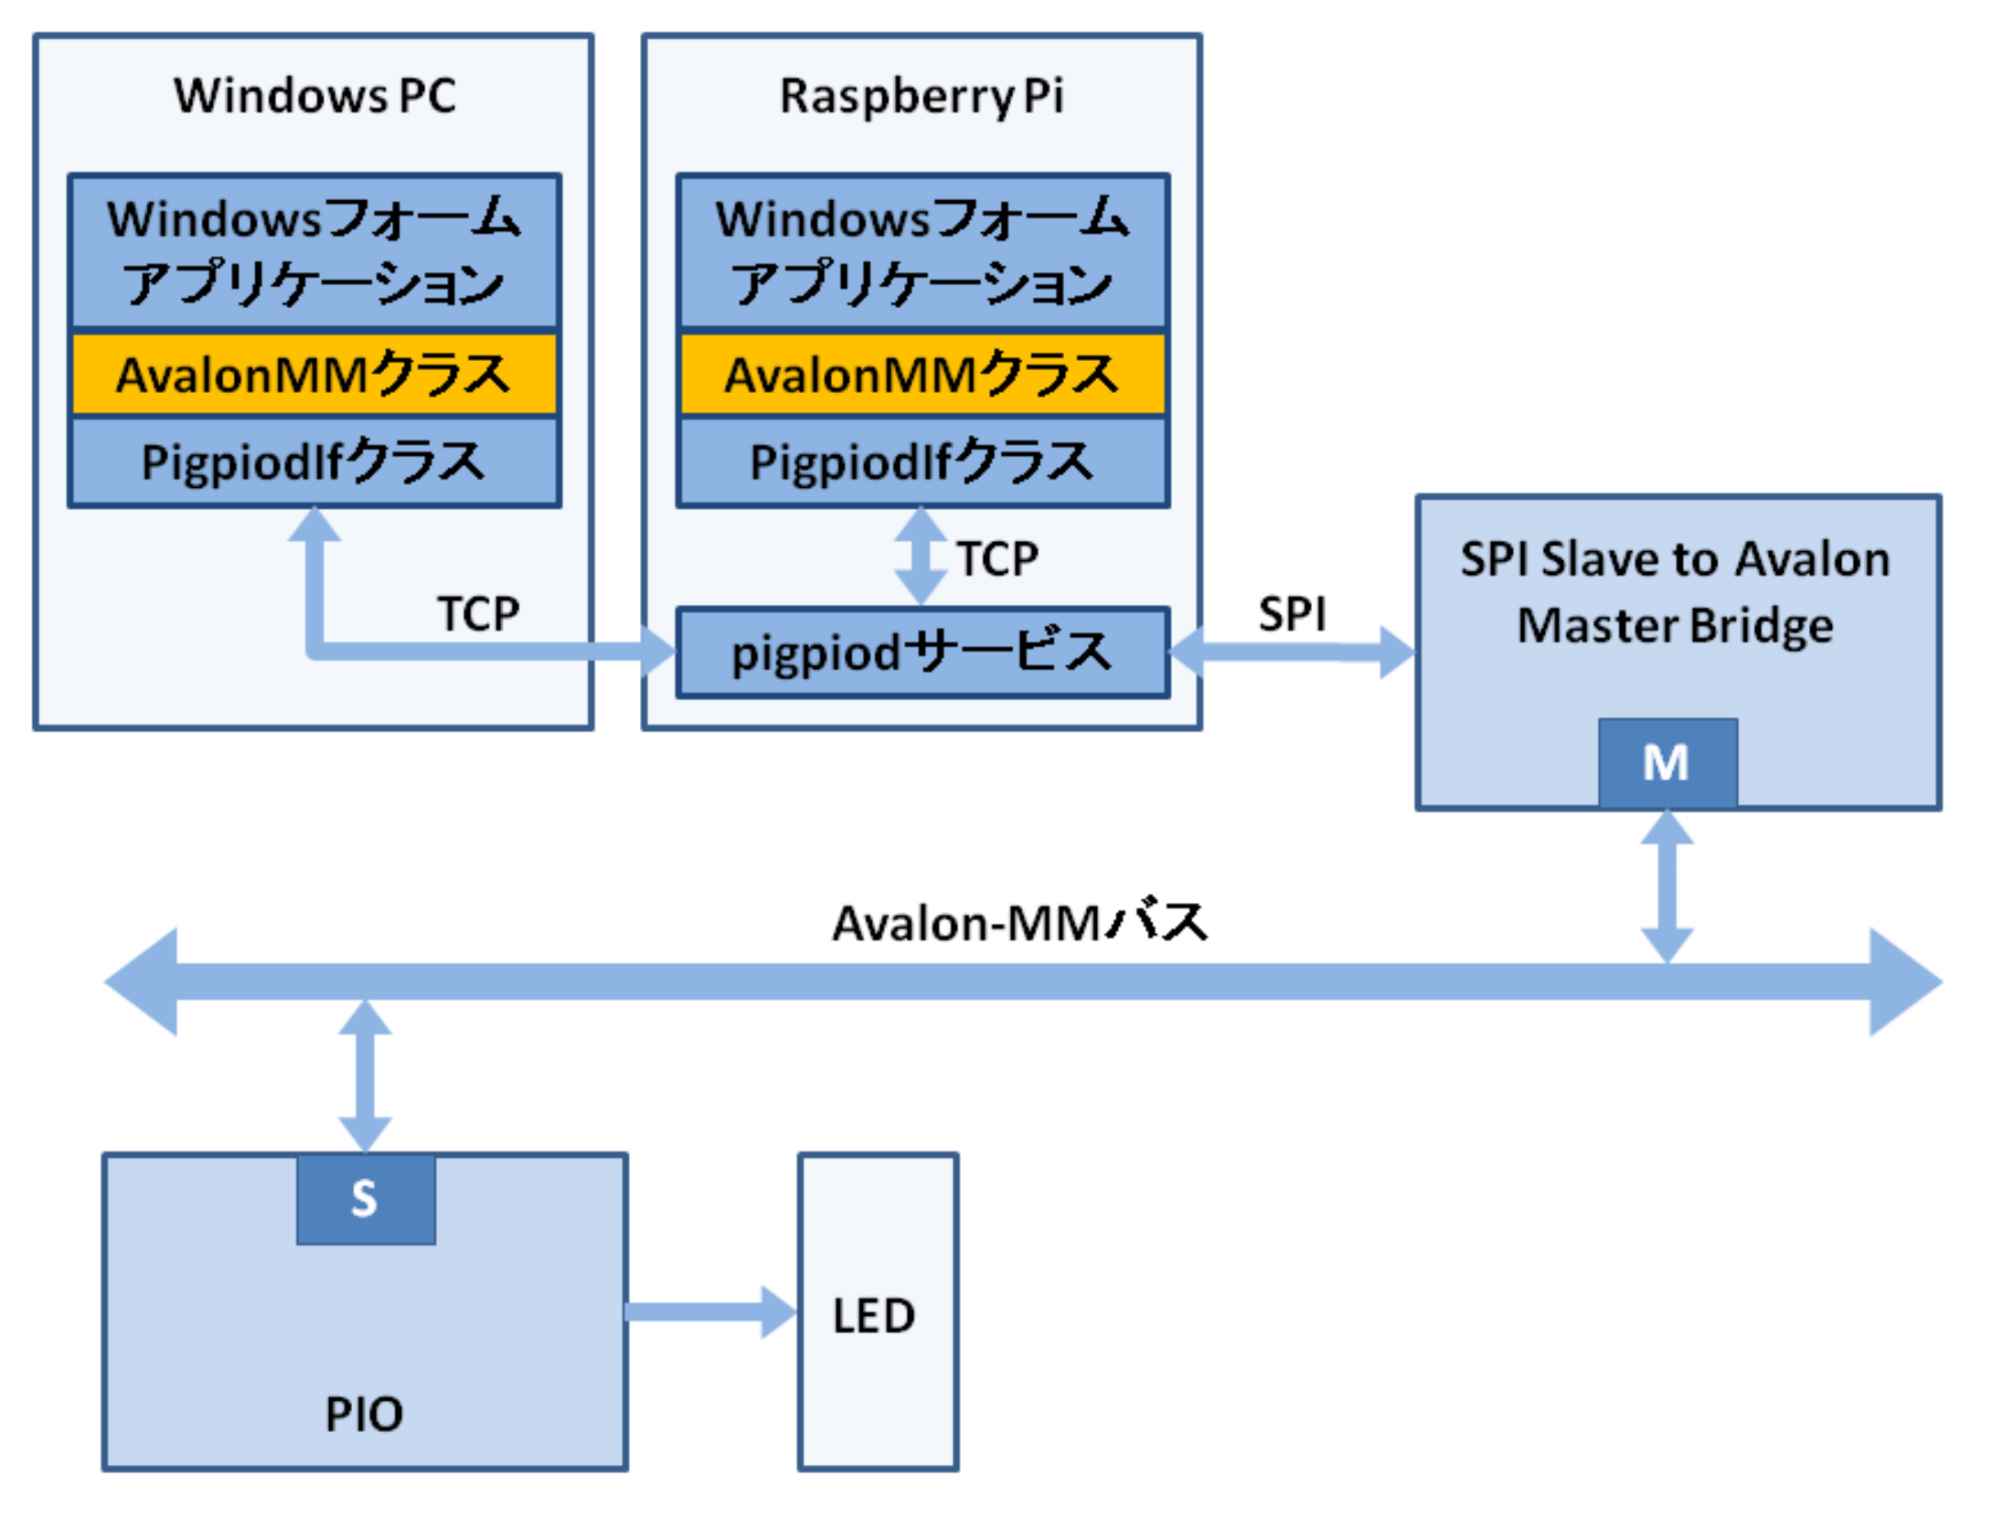 Windows PC
Windowsフォーム
アプリケーション
AvalonMMクラス
PigpiodIfクラス
TCP
Raspberry Pi
Windowsフォーム
アプリケーション
AvalonMMクラス
PigpiodIfクラス
TCP
pigpiodサービス
SPI
SPI Slave to Avalon
Master Bridge
M
Avalon-MMバス
S
PIO
LED